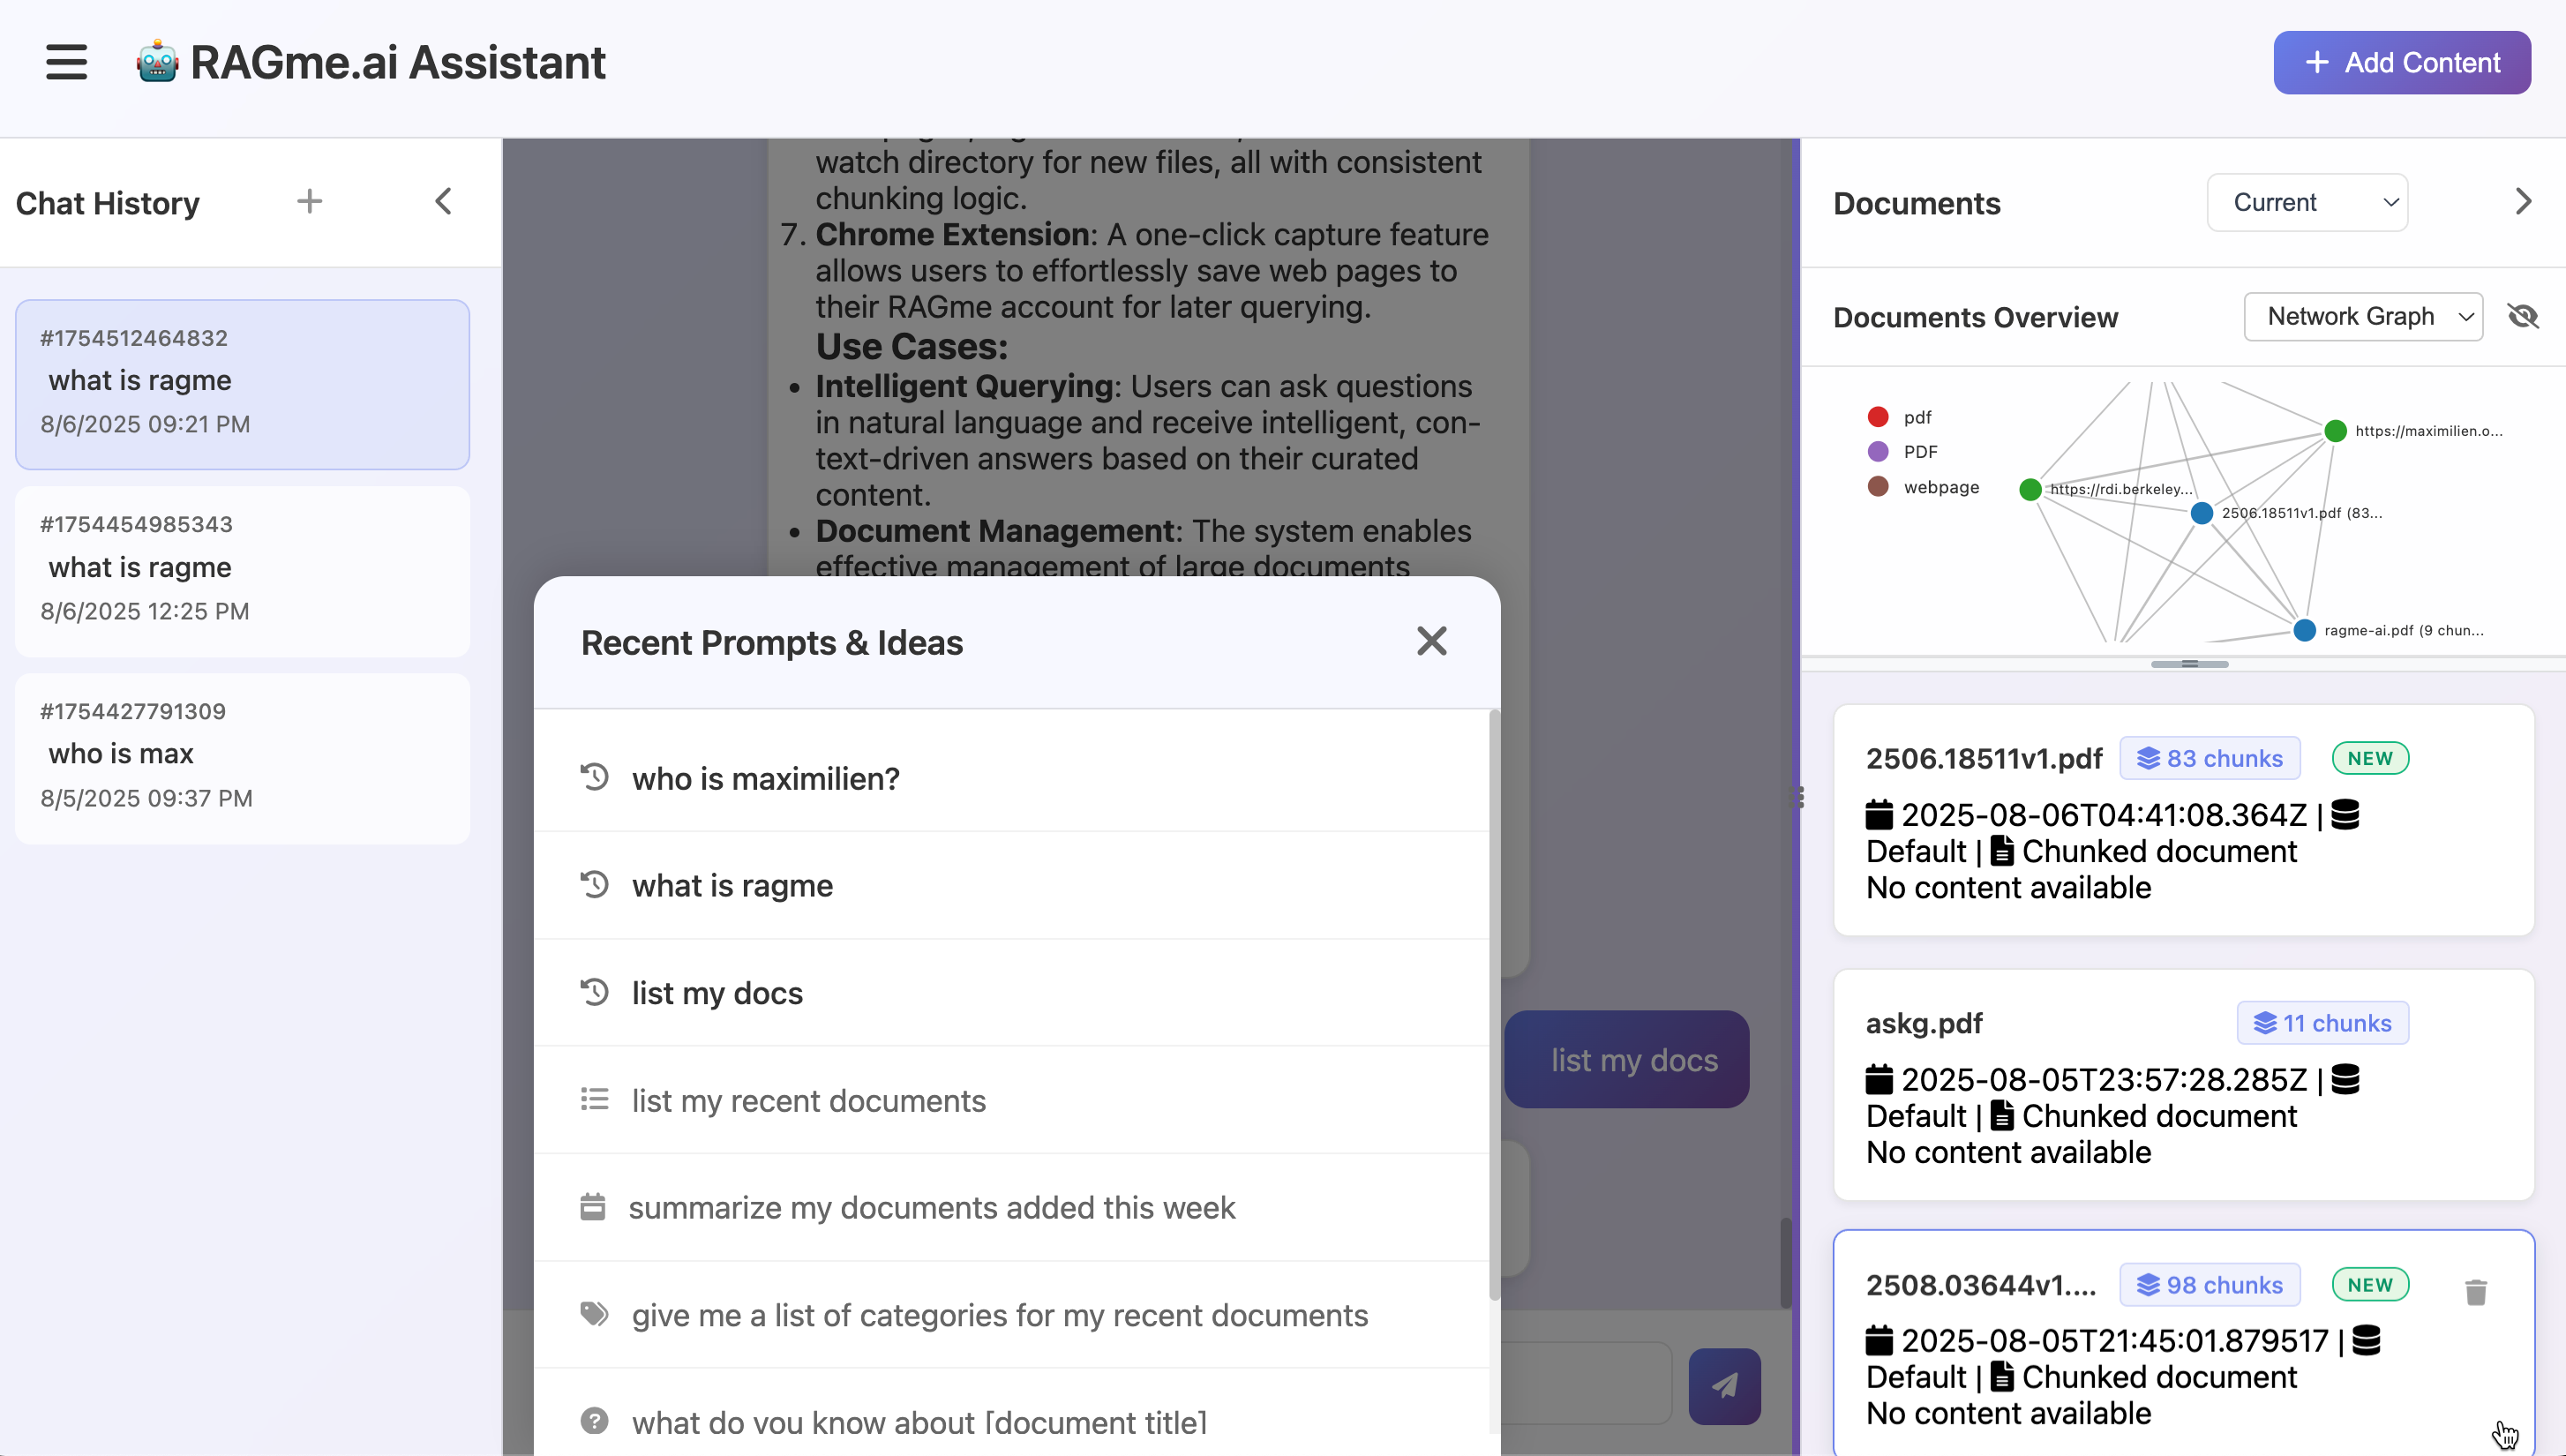 🤖 RAGme.ai Assistant
+ Add Content
Chat History
#1754512464832
what is ragme
8/6/2025 09:21 PM
#1754454985343
what is ragme
8/6/2025 12:25 PM
#1754427791309
who is max
8/5/2025 09:37 PM
watch directory for new files, all with consistent
chunking logic.
7. Chrome Extension: A one-click capture feature
allows users to effortlessly save web pages to
their RAGme account for later querying.
Use Cases:
• Intelligent Querying: Users can ask questions
in natural language and receive intelligent, con-
text-driven answers based on their curated
content.
• Document Management: The system enables
effective management of large documents
list my docs
Recent Prompts & Ideas
who is maximilien?
what is ragme
list my docs
list my recent documents
summarize my documents added this week
give me a list of categories for my recent documents
what do you know about [document title]
Documents
Current
Documents Overview
Network Graph
pdf
PDF
webpage
https://maximilien.o...
https://rdi.berkeley...
2506.18511v1.pdf (83...
ragme-ai.pdf (9 chun...
2506.18511v1.pdf 83 chunks NEW
2025-08-06T04:41:08.364Z |
Default | Chunked document
No content available
askg.pdf 11 chunks
2025-08-05T23:57:28.285Z |
Default | Chunked document
No content available
2508.03644v1.... 98 chunks NEW
2025-08-05T21:45:01.879517 |
Default | Chunked document
No content available